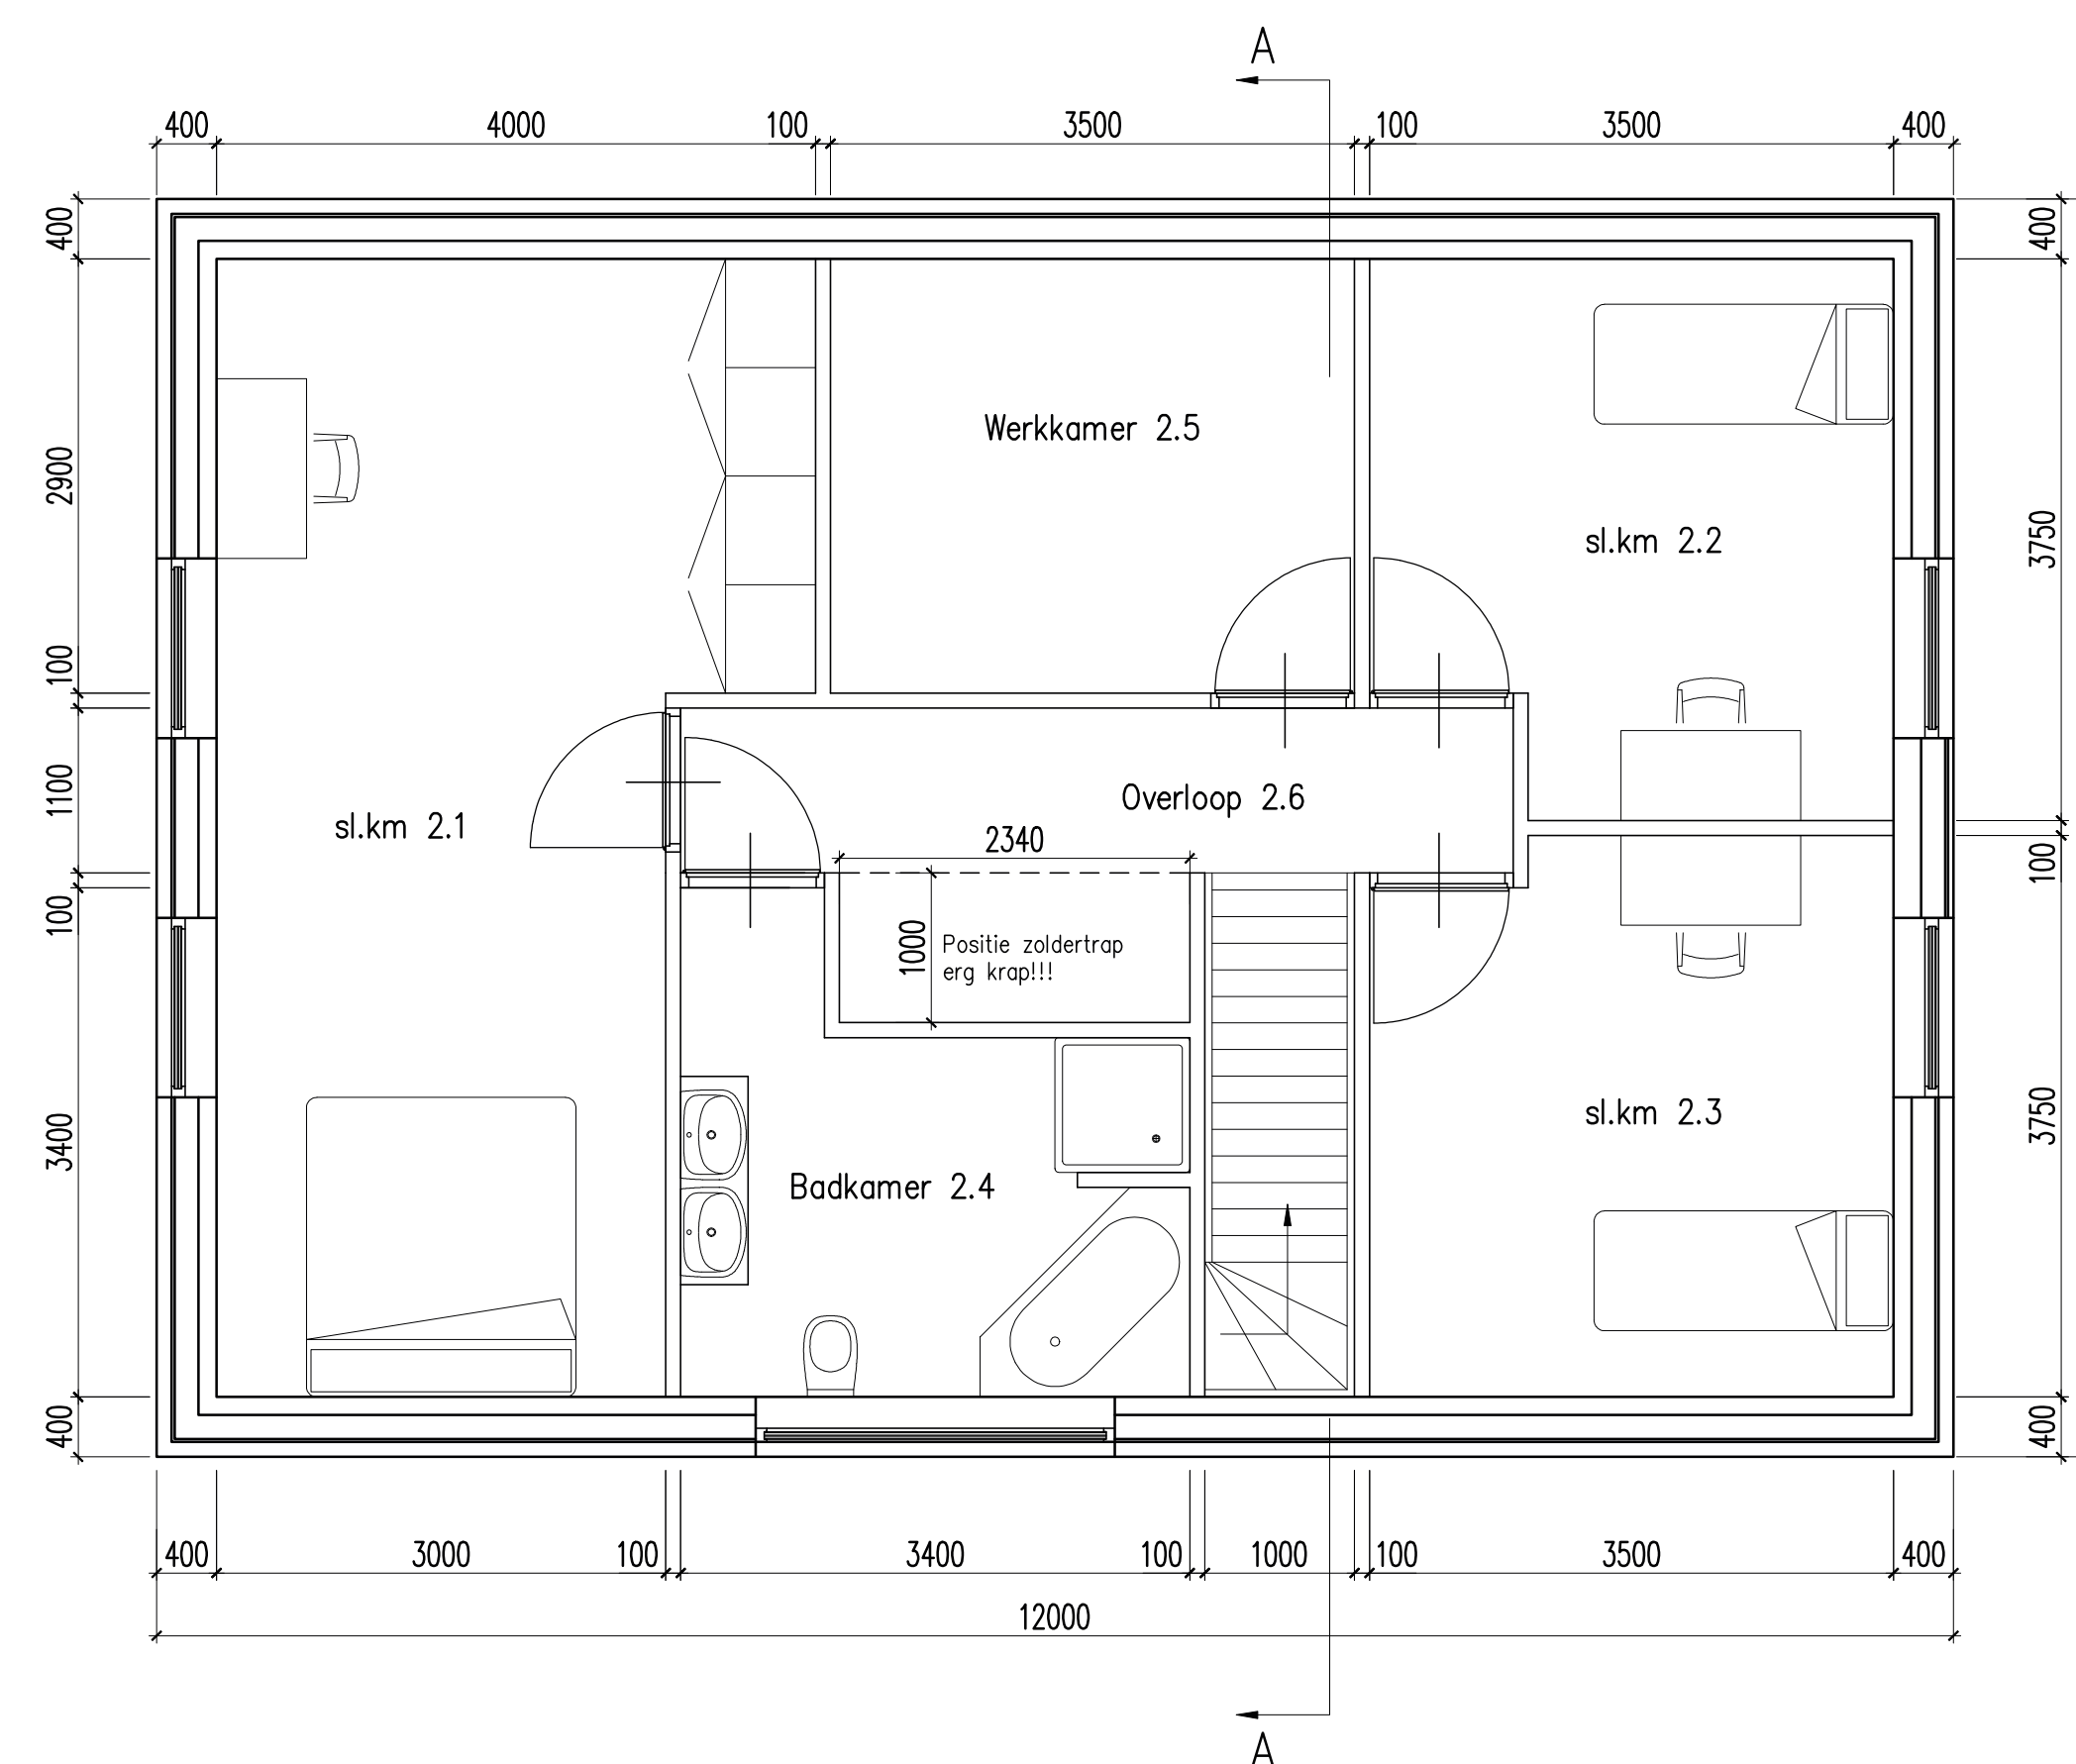 A
400 4000 100 3500 100 3500 400
400
400
2900
3750
Werkkamer 2.5
sl.km 2.2
100
1100
sl.km 2.1
Overloop 2.6
2340
100
100
1000
Positie zoldertrap
erg krap!!!
3400
3750
sl.km 2.3
Badkamer 2.4
400
400
400 3000 100 3400 100 1000 100 3500 400
12000
A